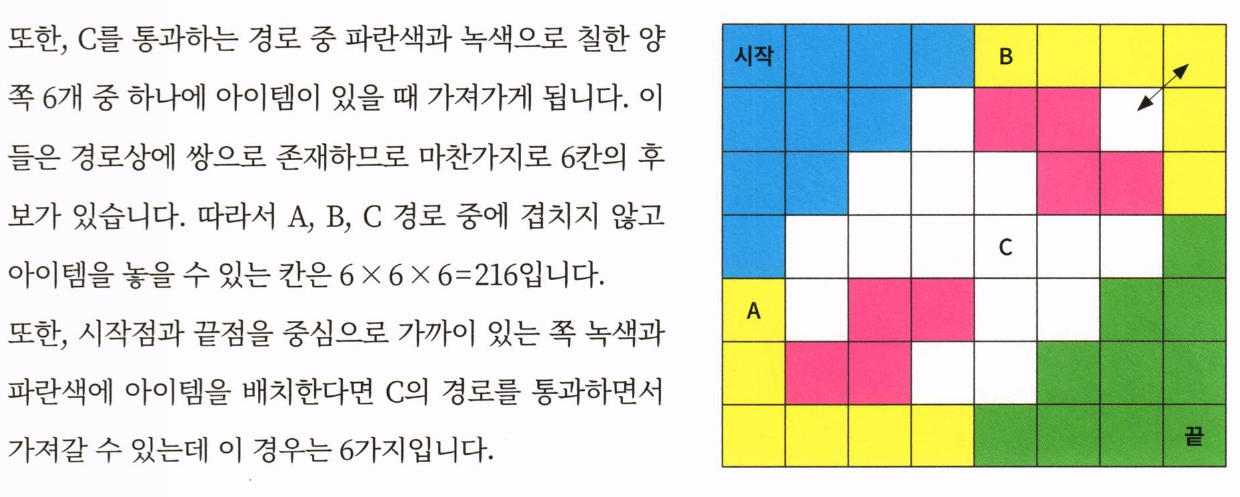 또한, C를 통과하는 경로 중 파란색과 녹색으로 칠한 양
쪽 6개 중 하나에 아이템이 있을 때 가져가게 됩니다. 이
들은 경로상에 쌍으로 존재하므로 마찬가지로 6칸의 후
보가 있습니다. 따라서 A, B, C 경로 중에 겹치지 않고
아이템을 놓을 수 있는 칸은 6×6×6=216입니다.
또한, 시작점과 끝점을 중심으로 가까이 있는 쪽 녹색과
파란색에 아이템을 배치한다면 C의 경로를 통과하면서
가져갈 수 있는데 이 경우는 6가지입니다.
시작
B
C
A
끝